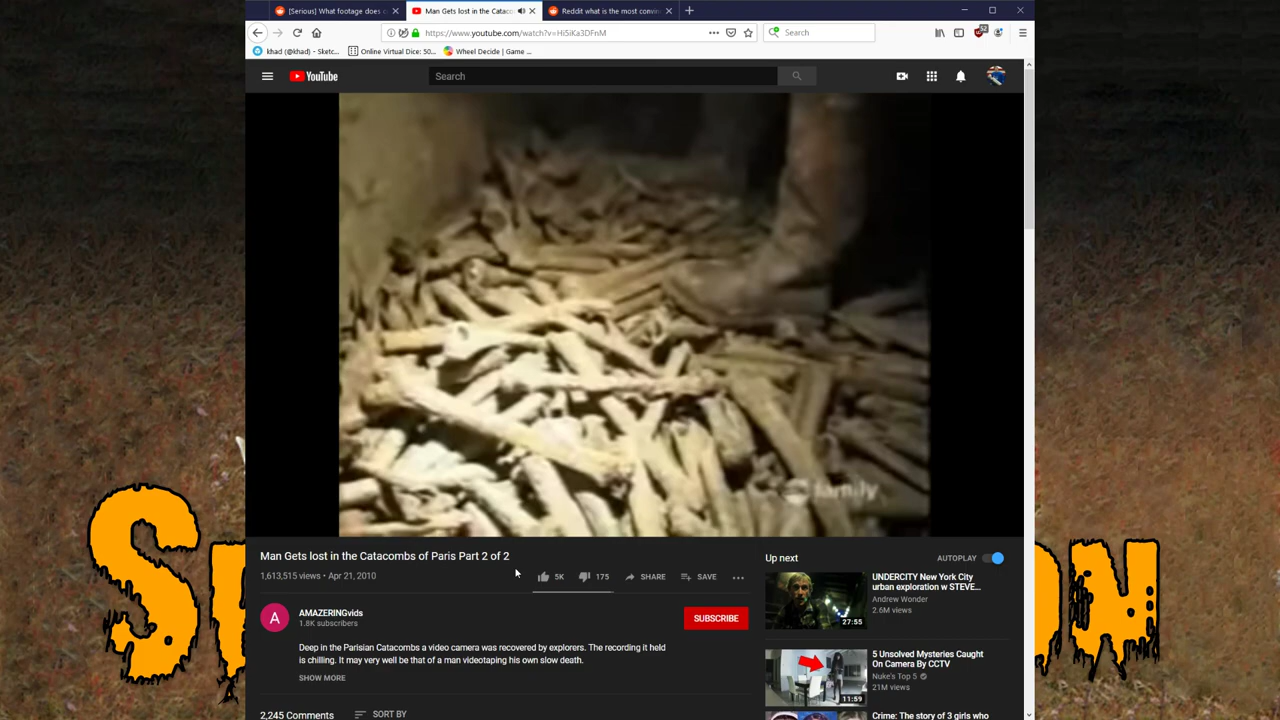 [Serious] What footage does c
Man Gets lost in the Cataco
Reddit what is the most convin
https://www.youtube.com/watch?v=Hi5iKa3DFnM
Search
52
khad (@khad) - Sketc...
Online Virtual Dice: 50...
Wheel Decide | Game ...
YouTube
Search
family
Man Gets lost in the Catacombs of Paris Part 2 of 2
1,613,515 views • Apr 21, 2010
5K
175
SHARE
SAVE
A
AMAZERINGvids
1.8K subscribers
SUBSCRIBE
Deep in the Parisian Catacombs a video camera was recovered by explorers. The recording it held
is chilling. It may very well be that of a man videotaping his own slow death.
SHOW MORE
2,245 Comments
SORT BY
Up next
AUTOPLAY
27:55
UNDERCITY New York City
urban exploration w STEVE...
Andrew Wonder
2.6M views
11:59
5 Unsolved Mysteries Caught
On Camera By CCTV
Nuke's Top 5
21M views
Crime: The story of 3 girls who